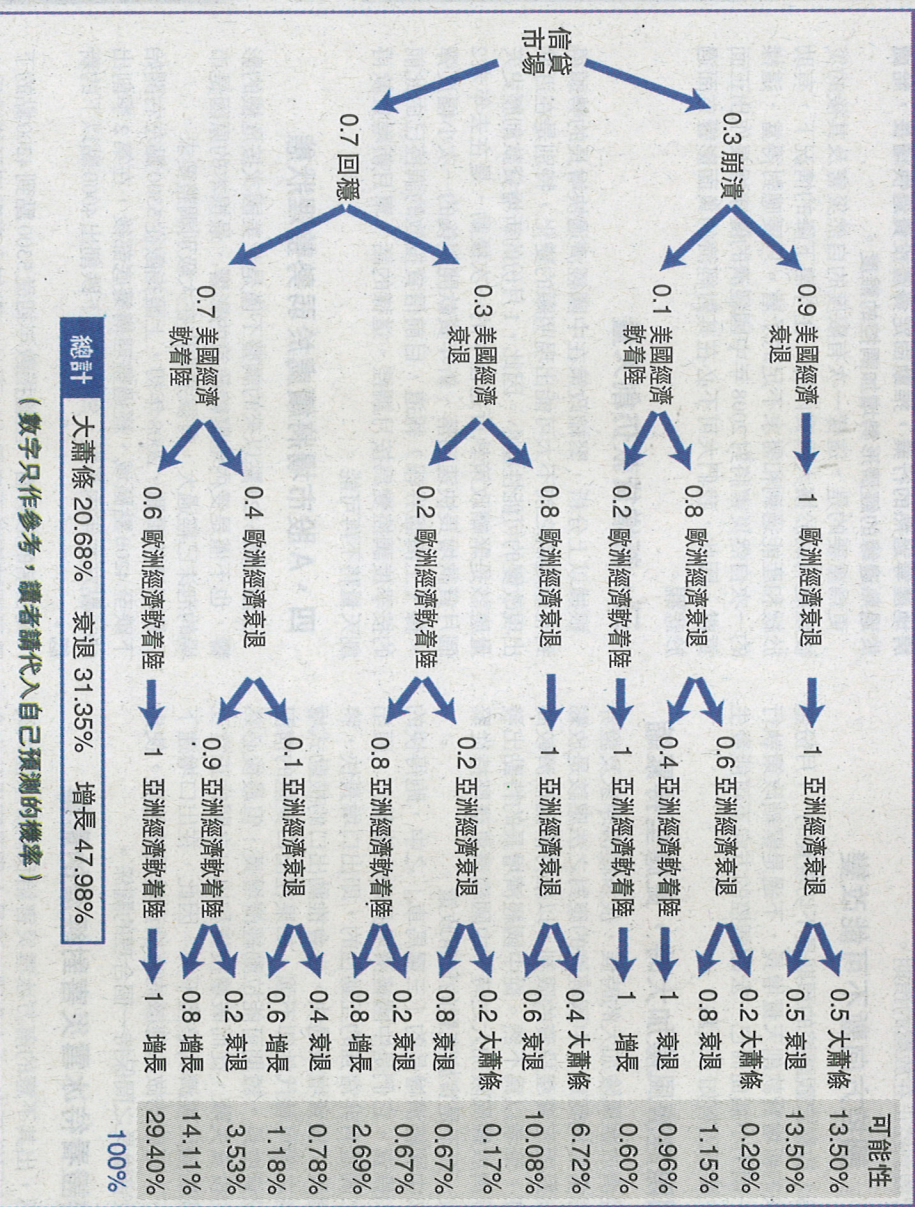 信貸
市場
0.3 崩潰
0.7 回穩
0.9 美國經濟
衰退
0.1 美國經濟
軟着陸
0.3 美國經濟
衰退
0.7 美國經濟
軟着陸
1 歐洲經濟衰退
0.8 歐洲經濟衰退
0.2 歐洲經濟軟着陸
0.8 歐洲經濟衰退
0.2 歐洲經濟軟着陸
0.4 歐洲經濟衰退
0.6 歐洲經濟軟着陸
1 亞洲經濟衰退
0.6 亞洲經濟衰退
0.4 亞洲經濟軟着陸
1 亞洲經濟軟着陸
1 亞洲經濟衰退
0.2 亞洲經濟衰退
0.8 亞洲經濟軟着陸
0.1 亞洲經濟衰退
0.9 亞洲經濟軟着陸
1 亞洲經濟軟着陸
可能性
0.5 大蕭條 13.50%
0.5 衰退 13.50%
0.2 大蕭條 0.29%
0.8 衰退 1.15%
1 衰退 0.96%
1 增長 0.60%
0.4 大蕭條 6.72%
0.6 衰退 10.08%
0.2 大蕭條 0.17%
0.8 衰退 0.67%
0.2 衰退 0.67%
0.8 增長 2.69%
0.4 衰退 0.78%
0.6 增長 1.18%
0.2 衰退 3.53%
0.8 增長 14.11%
1 增長 29.40%
100%
總計 大蕭條 20.68% 衰退 31.35% 增長 47.98%
（數字只作參考，讀者請代入自己預測的機率）